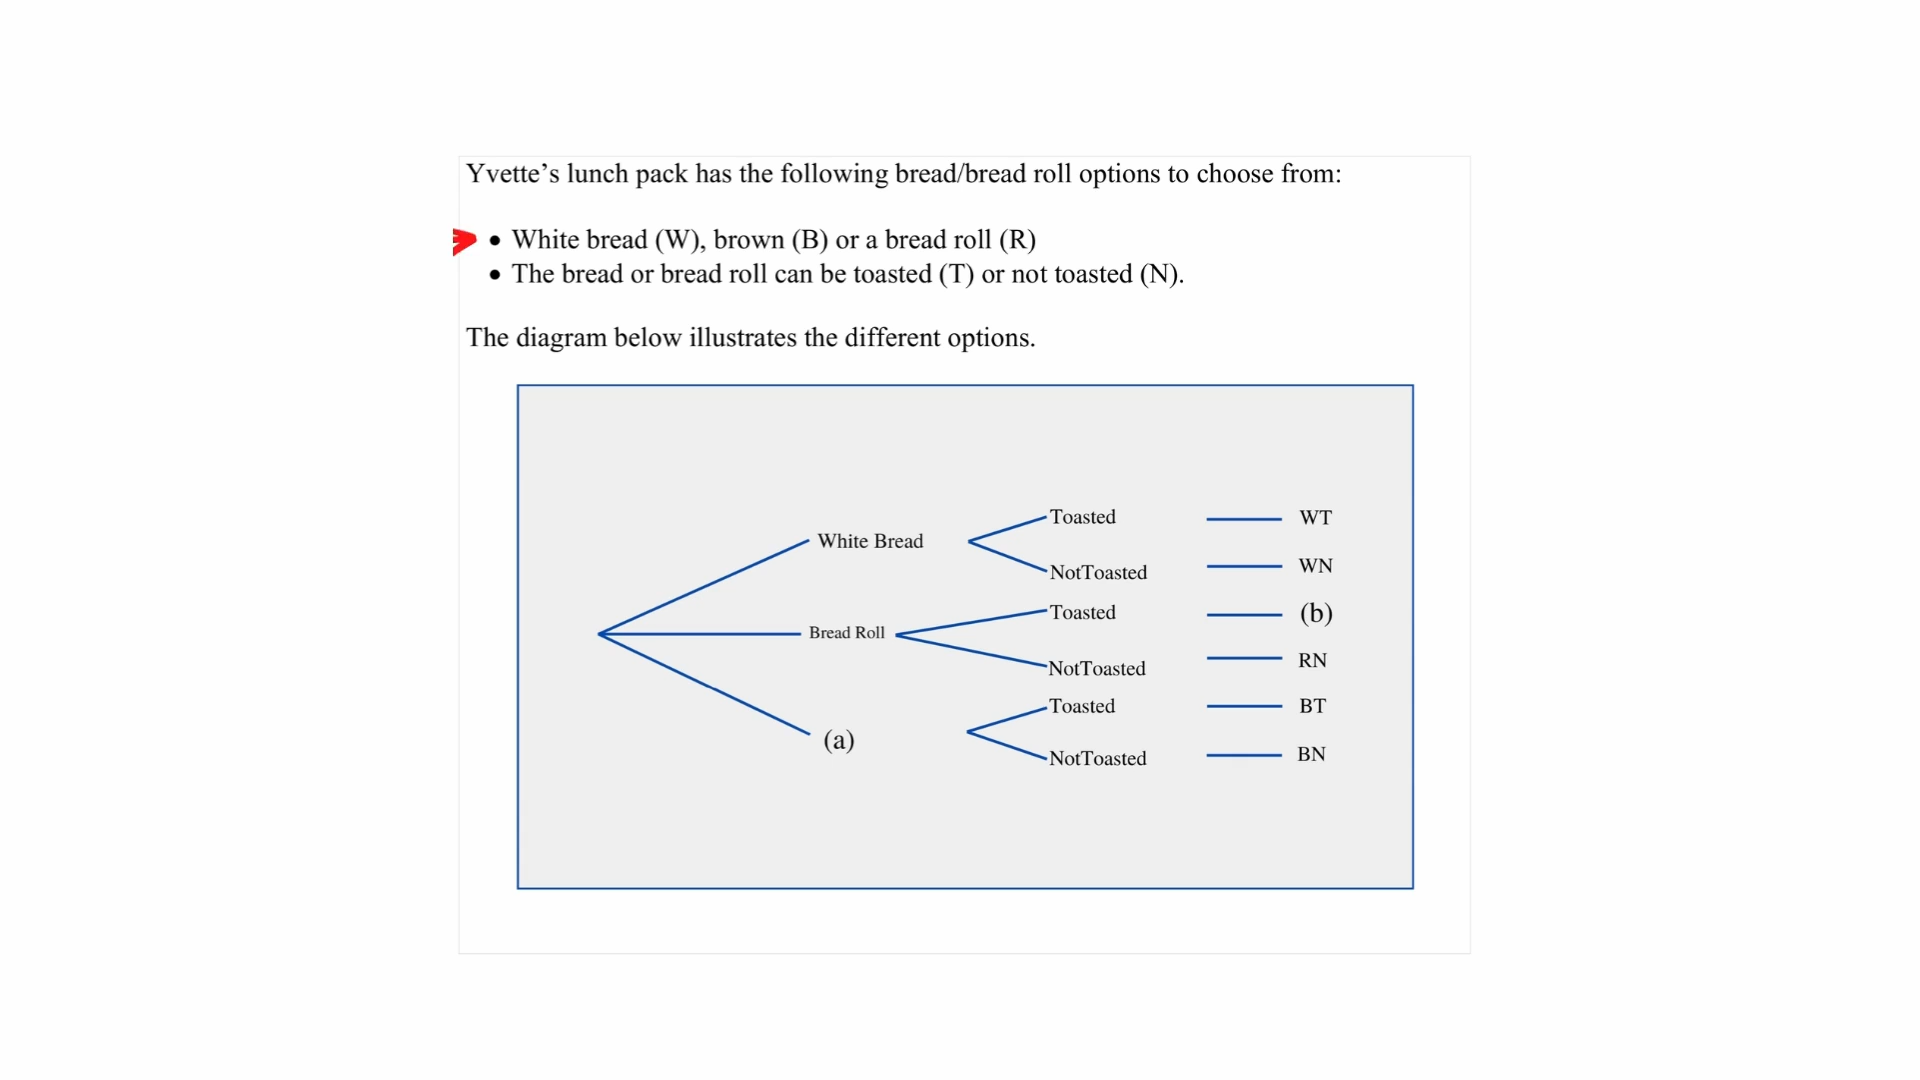 Yvette’s lunch pack has the following bread/bread roll options to choose from:
• White bread (W), brown (B) or a bread roll (R)
• The bread or bread roll can be toasted (T) or not toasted (N).
The diagram below illustrates the different options.
Toasted
WT
White Bread
WN
NotToasted
Toasted
(b)
Bread Roll
RN
NotToasted
Toasted
BT
(a)
BN
NotToasted